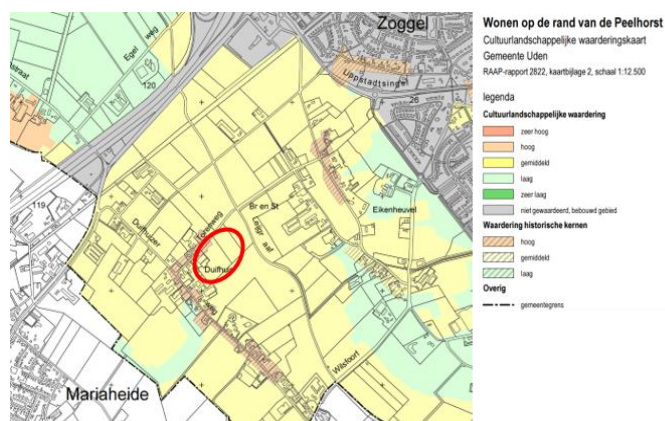 Zoggel
Egel weg
120
Uppstadtsingel
26
119
Torenweg
Br en St
Eikenheuvel
Duifhuizer
Mariaheide
Wilsfoort
Wonen op de rand van de Peelhorst
Cultuurlandschappelijke waarderingskaart
Gemeente Uden
RAAP-rapport 2822, kaartbijlage 2, schaal 1:12.500
legenda
Cultuurlandschappelijke waardering
zeer hoog
hoog
gemiddeld
laag
zeer laag
niet gewaardeerd, bebouwd gebied
Waardering historische kernen
hoog
gemiddeld
laag
Overig
gemeentegrens